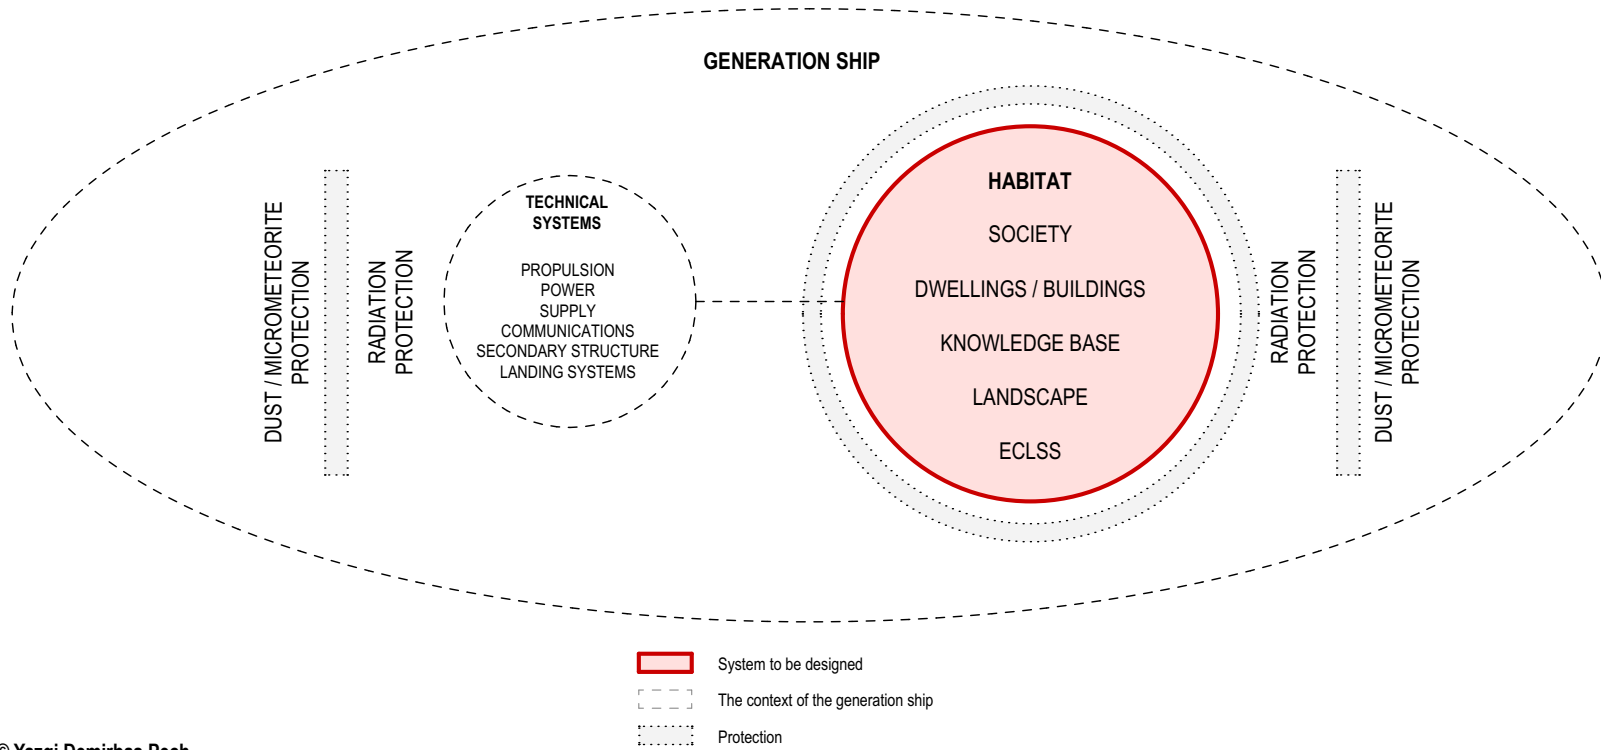 GENERATION SHIP
DUST / MICROMETEORITE
PROTECTION
RADIATION
PROTECTION
TECHNICAL
SYSTEMS
PROPULSION
POWER
SUPPLY
COMMUNICATIONS
SECONDARY STRUCTURE
LANDING SYSTEMS
HABITAT
SOCIETY
DWELLINGS / BUILDINGS
KNOWLEDGE BASE
LANDSCAPE
ECLSS
RADIATION
PROTECTION
DUST / MICROMETEORITE
PROTECTION
System to be designed
The context of the generation ship
Protection